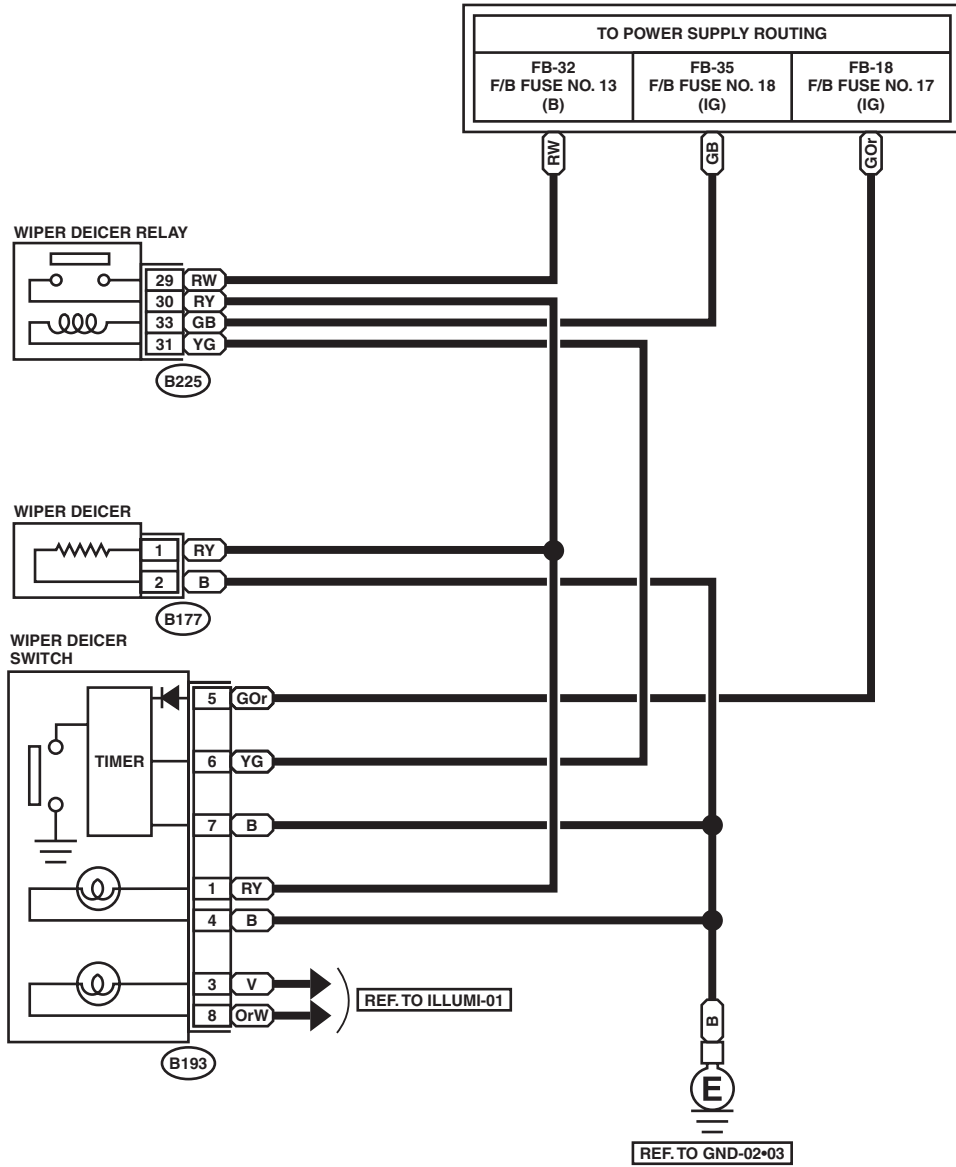 TO POWER SUPPLY ROUTING
FB-32
F/B FUSE NO. 13
(B)
FB-35
F/B FUSE NO. 18
(IG)
FB-18
F/B FUSE NO. 17
(IG)
RW
GB
GOr
WIPER DEICER RELAY
29 RW
30 RY
33 GB
31 YG
B225
WIPER DEICER
1 RY
2 B
B177
WIPER DEICER
SWITCH
TIMER
5 GOr
6 YG
7 B
1 RY
4 B
3 V
8 OrW
REF. TO ILLUMI-01
B193
B
E
REF. TO GND-02•03